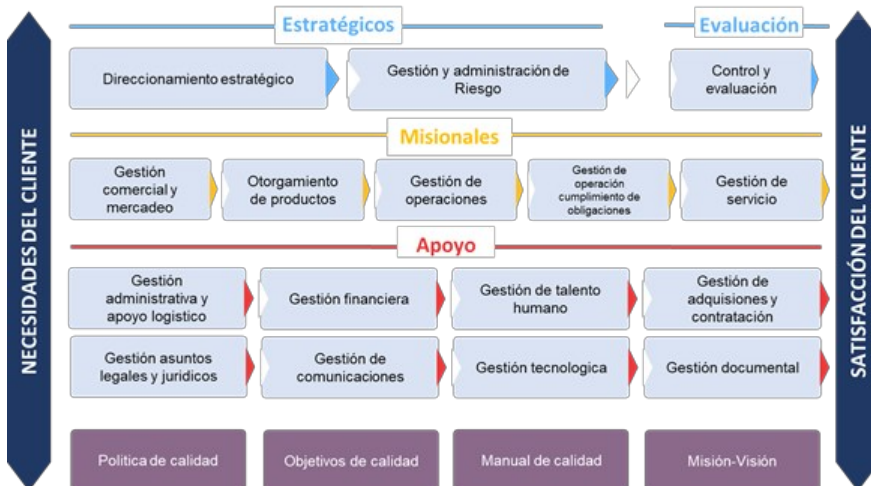 Estratégicos
Evaluación
Direccionamiento estratégico
Gestión y administración de
Riesgo
Control y
evaluación
Misionales
Gestión
comercial y
mercadeo
Otorgamiento
de productos
Gestión de
operaciones
Gestión de
operación
cumplimiento de
obligaciones
Gestión de
servicio
Apoyo
Gestión
administrativa y
apoyo logistico
Gestión financiera
Gestión de talento
humano
Gestión de
adquisiones y
contratación
Gestión asuntos
legales y juridicos
Gestión de
comunicaciones
Gestión tecnologica
Gestión documental
Politica de calidad
Objetivos de calidad
Manual de calidad
Misión-Visión
NECESIDADES DEL CLIENTE
SATISFACCIÓN DEL CLIENTE